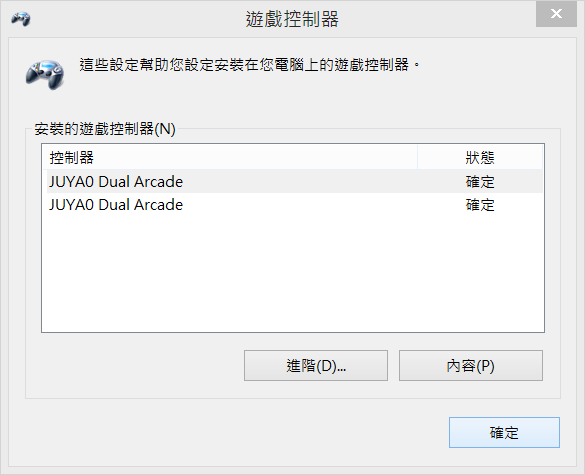 遊戲控制器
這些設定幫助您設定安裝在您電腦上的遊戲控制器。
安裝的遊戲控制器(N)
控制器 狀態
JUYA0 Dual Arcade 確定
JUYA0 Dual Arcade 確定
進階(D)... 內容(P)
確定